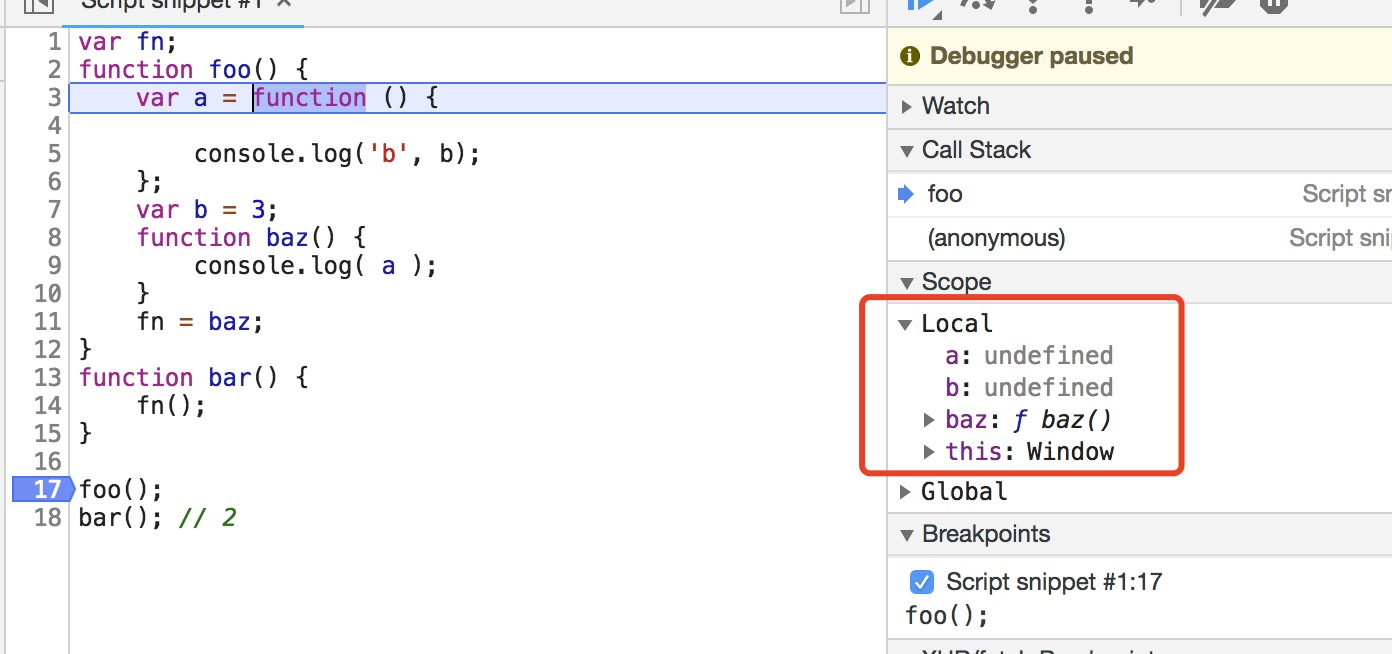 Script snippet #1 ×
1 var fn;
2 function foo() {
3     var a = function () {
4
5         console.log('b', b);
6     };
7     var b = 3;
8     function baz() {
9         console.log( a );
10     }
11     fn = baz;
12 }
13 function bar() {
14     fn();
15 }
16
17 foo();
18 bar(); // 2
Debugger paused
Watch
Call Stack
foo Script sn
(anonymous) Script sni
Scope
Local
a: undefined
b: undefined
baz: ƒ baz()
this: Window
Global
Breakpoints
Script snippet #1:17
foo();